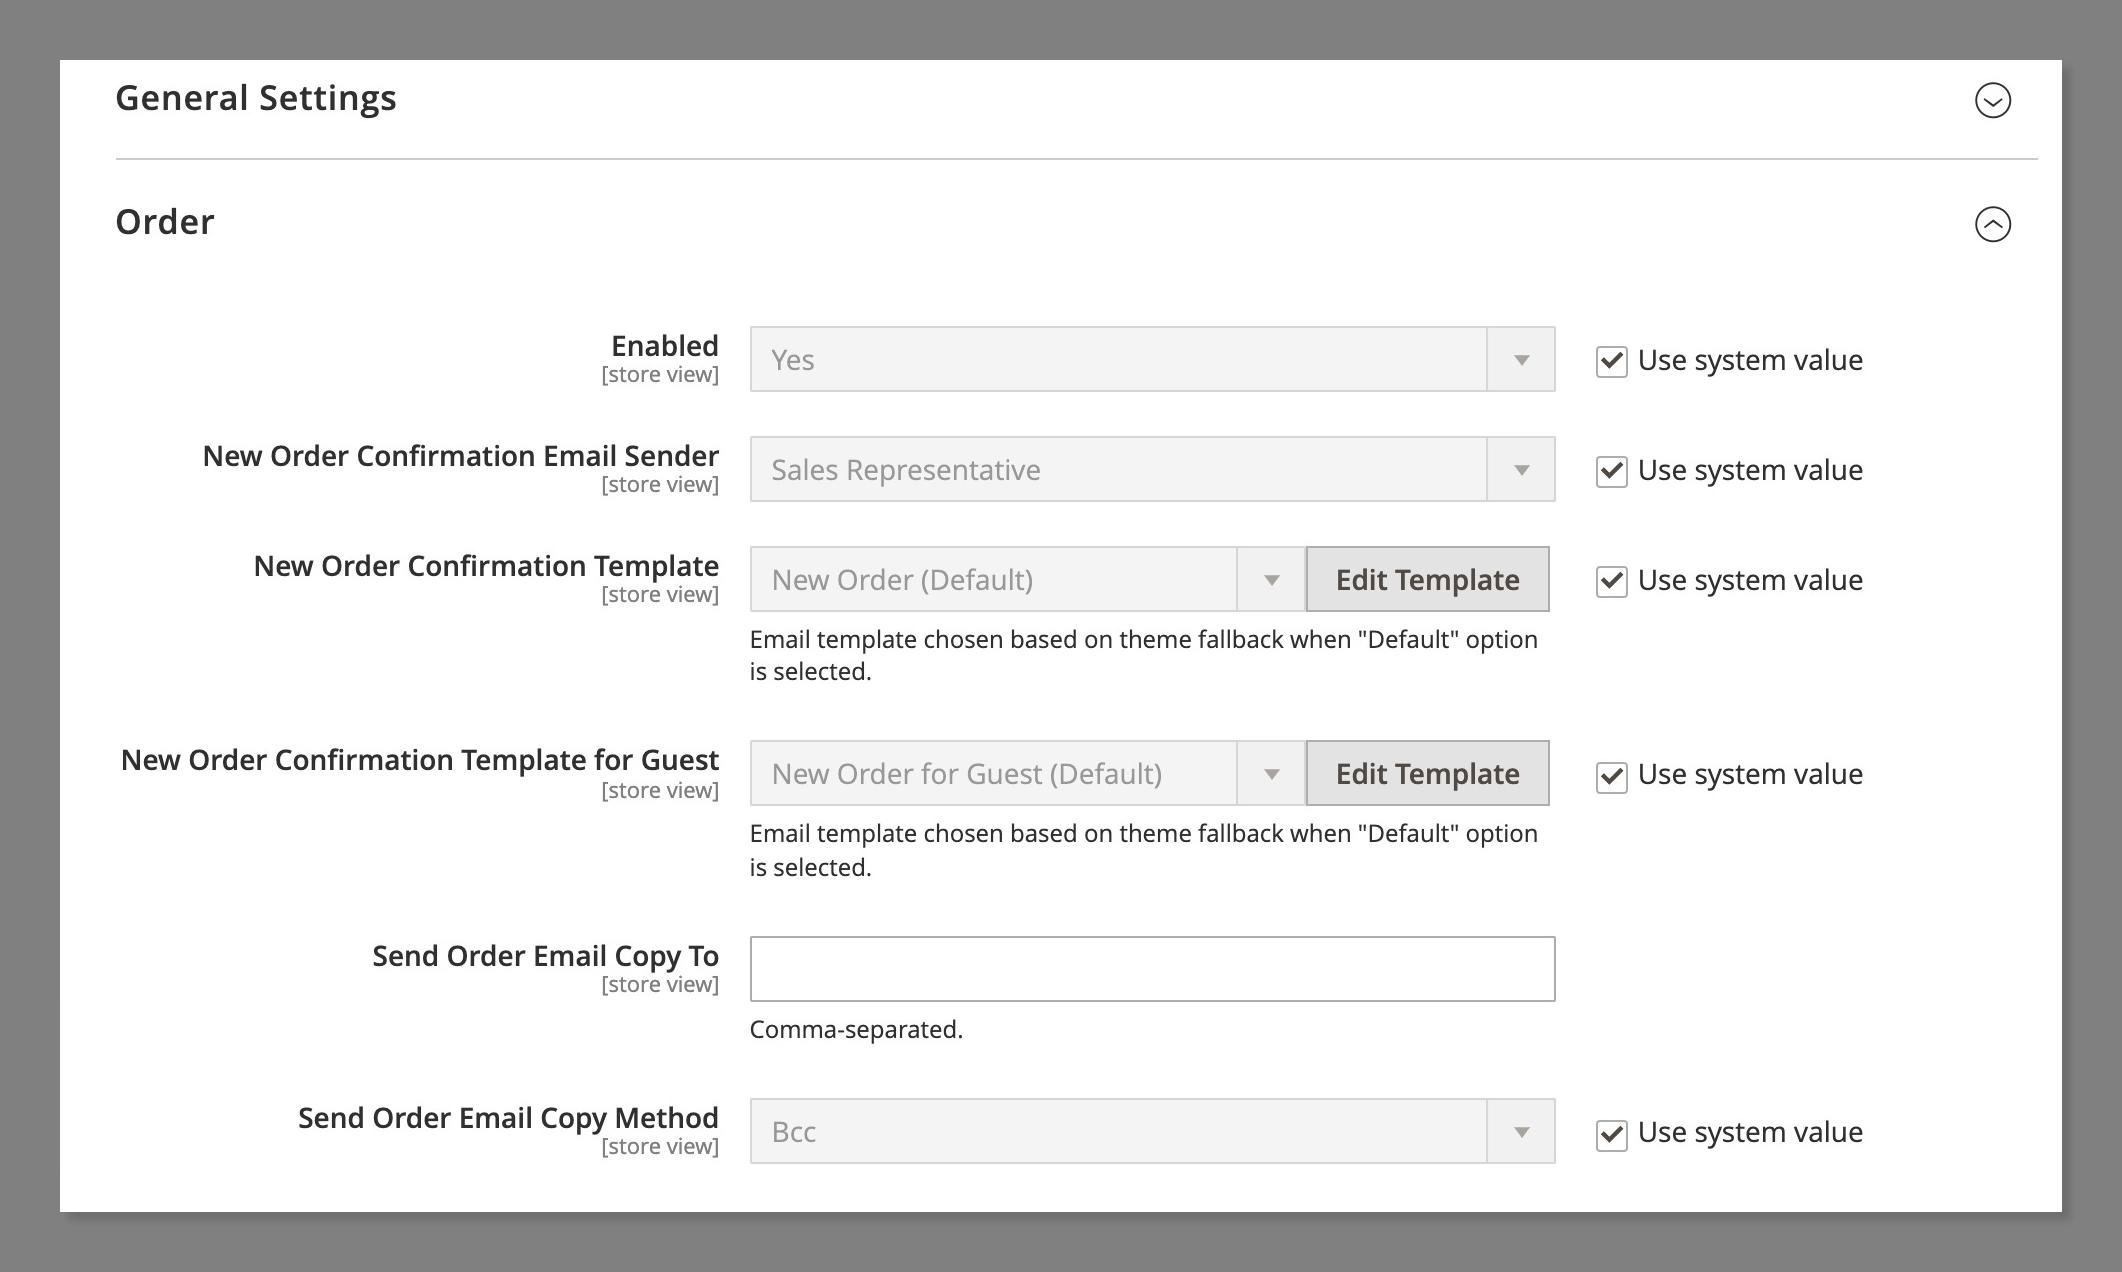 General Settings
Order
Enabled
[store view]
Yes
Use system value
New Order Confirmation Email Sender
[store view]
Sales Representative
Use system value
New Order Confirmation Template
[store view]
New Order (Default)
Edit Template
Use system value
Email template chosen based on theme fallback when "Default" option
is selected.
New Order Confirmation Template for Guest
[store view]
New Order for Guest (Default)
Edit Template
Use system value
Email template chosen based on theme fallback when "Default" option
is selected.
Send Order Email Copy To
[store view]
Comma-separated.
Send Order Email Copy Method
[store view]
Bcc
Use system value